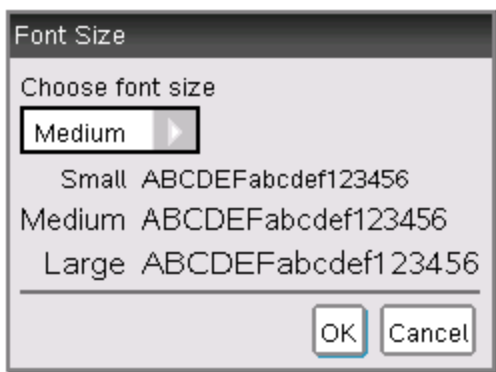 Font Size
Choose font size
Medium
Small ABCDEFabcdef123456
Medium ABCDEFabcdef123456
Large ABCDEFabcdef123456
OK Cancel